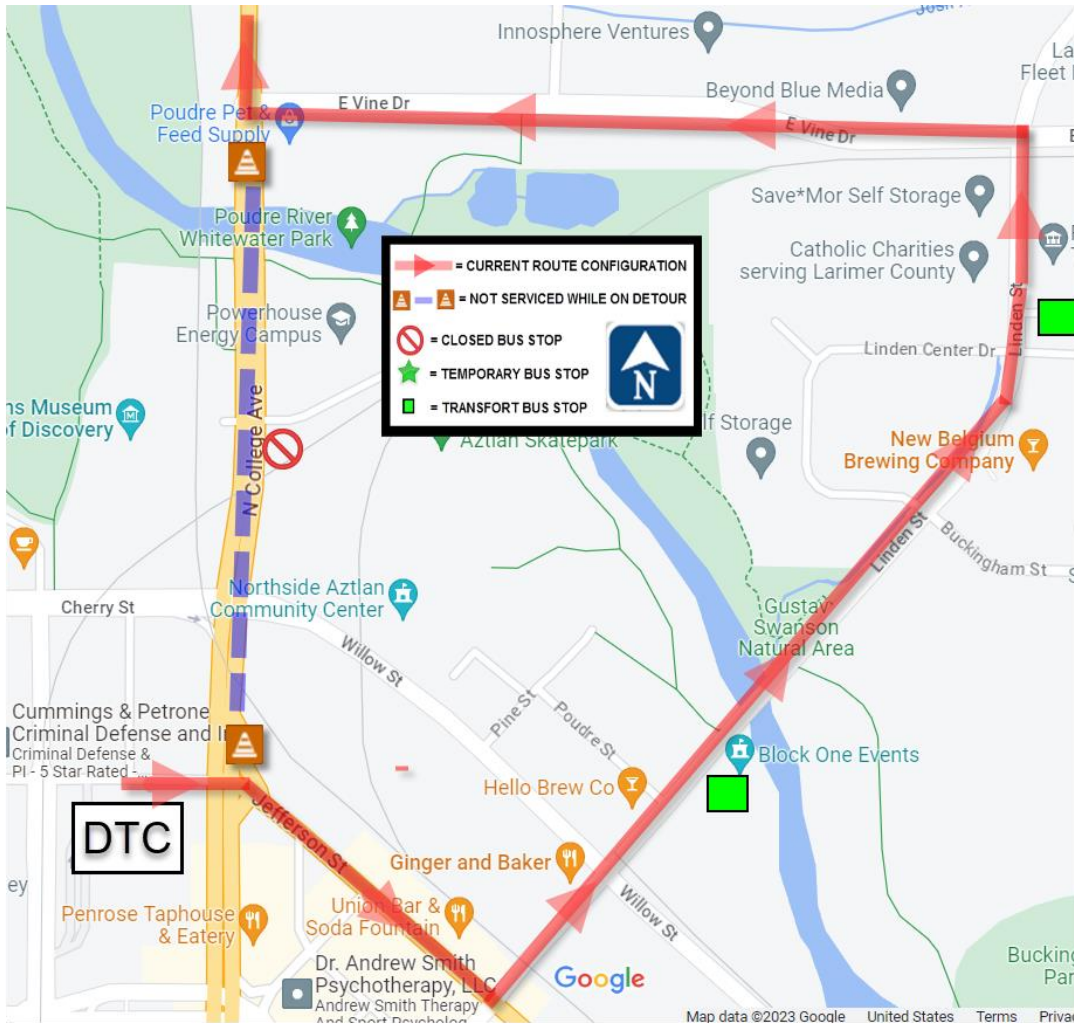 Innosphere Ventures
Beyond Blue Media
Fleet
E Vine Dr
Poudre Pet &
Feed Supply
E Vine Dr
Save*Mor Self Storage
Poudre River
Whitewater Park
Catholic Charities
serving Larimer County
= CURRENT ROUTE CONFIGURATION
= NOT SERVICED WHILE ON DETOUR
= CLOSED BUS STOP
= TEMPORARY BUS STOP
= TRANSFORT BUS STOP
N
Powerhouse
Energy Campus
Linden St
Linden Center Dr
Museum
of Discovery
N College Ave
Aztlan Skatepark
Storage
New Belgium
Brewing Company
Linden St
Buckingham St
Northside Aztlan
Community Center
Cherry St
Willow St
Gustav
Swanson
Natural Area
Pine St
Poudre St
Cummings & Petrone
Criminal Defense and
Criminal Defense &
PI - 5 Star Rated -...
Block One Events
Hello Brew Co
DTC
Jefferson St
Ginger and Baker
Willow St
Penrose Taphouse
& Eatery
Union Bar &
Soda Fountain
Dr. Andrew Smith
Psychotherapy, LLC
Andrew Smith Therapy
And Sport Psycholog
Google
Map data ©2023 Google United States Terms